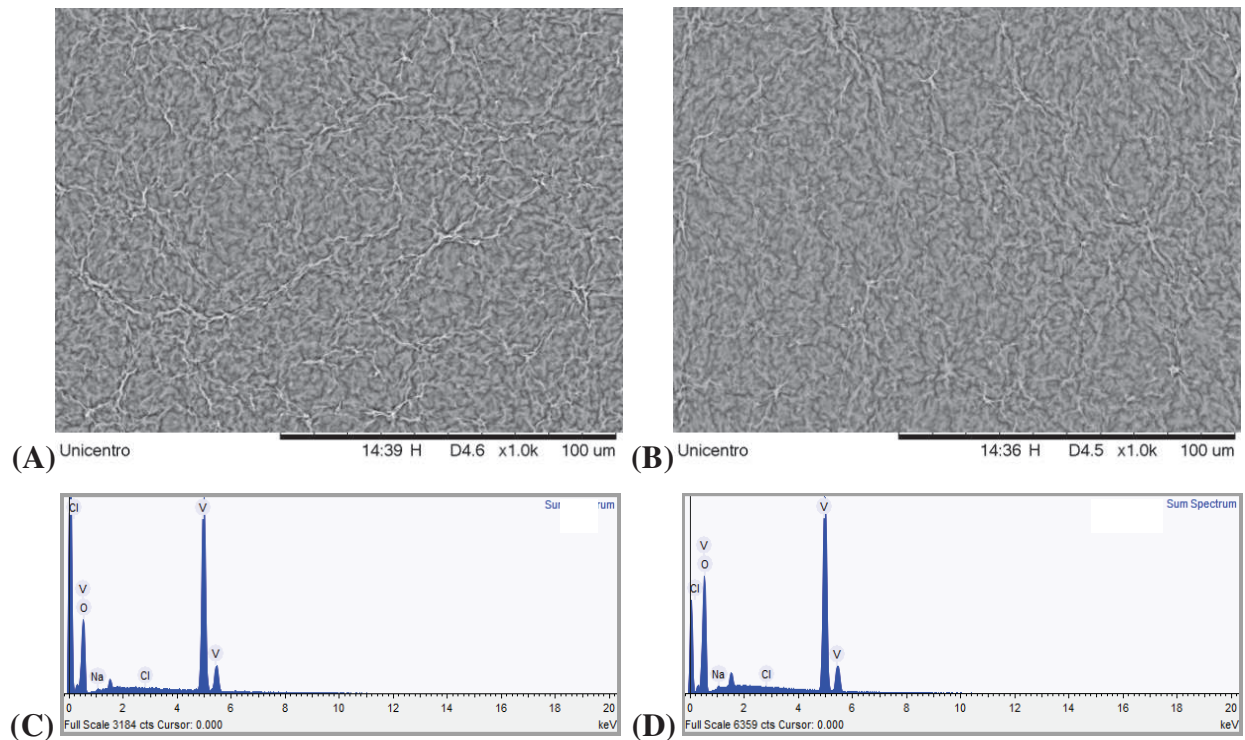 Unicentro 14:39 H D4.6 x1.0k 100 um
(A)
Unicentro 14:36 H D4.5 x1.0k 100 um
(B)
Cl
V
O
Na
Cl
V
V
0 2 4 6 8 10 12 14 16 18 20
Full Scale 3184 cts Cursor: 0.000 keV
(C)
Sum Spectrum
V
O
Cl
Na
Cl
V
V
0 2 4 6 8 10 12 14 16 18 20
Full Scale 6359 cts Cursor: 0.000 keV
(D)